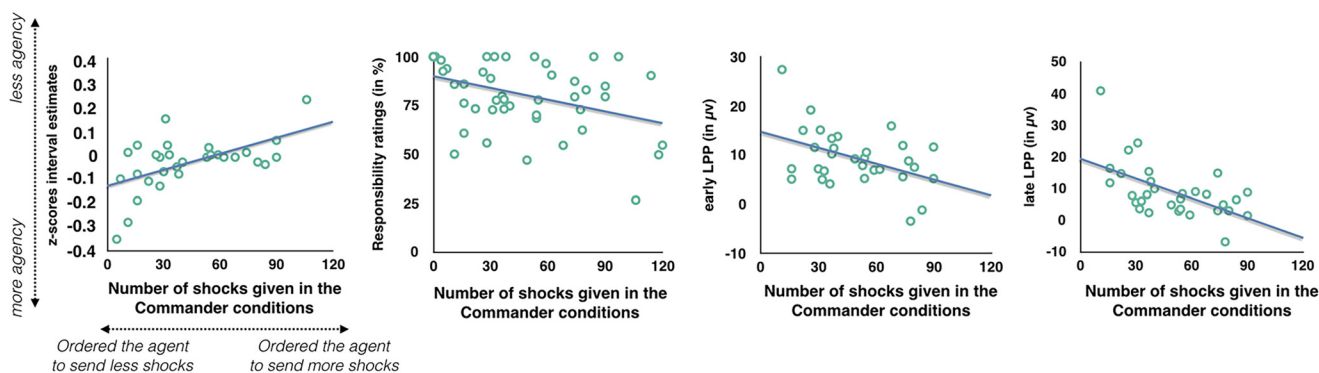 less agency
more agency
z-scores interval estimates
0.4
0.3
0.2
0.1
0
-0.1
-0.2
-0.3
-0.4
0 30 60 90 120
Number of shocks given in the
Commander conditions
Ordered the agent
to send less shocks
Ordered the agent
to send more shocks
Responsibility ratings (in %)
100
75
50
25
0
0 30 60 90 120
Number of shocks given in the
Commander conditions
early LPP (in µv)
30
20
10
0
-10
0 30 60 90 120
Number of shocks given in the
Commander conditions
late LPP (in µv)
50
40
30
20
10
0
-10
0 30 60 90 120
Number of shocks given in the
Commander conditions